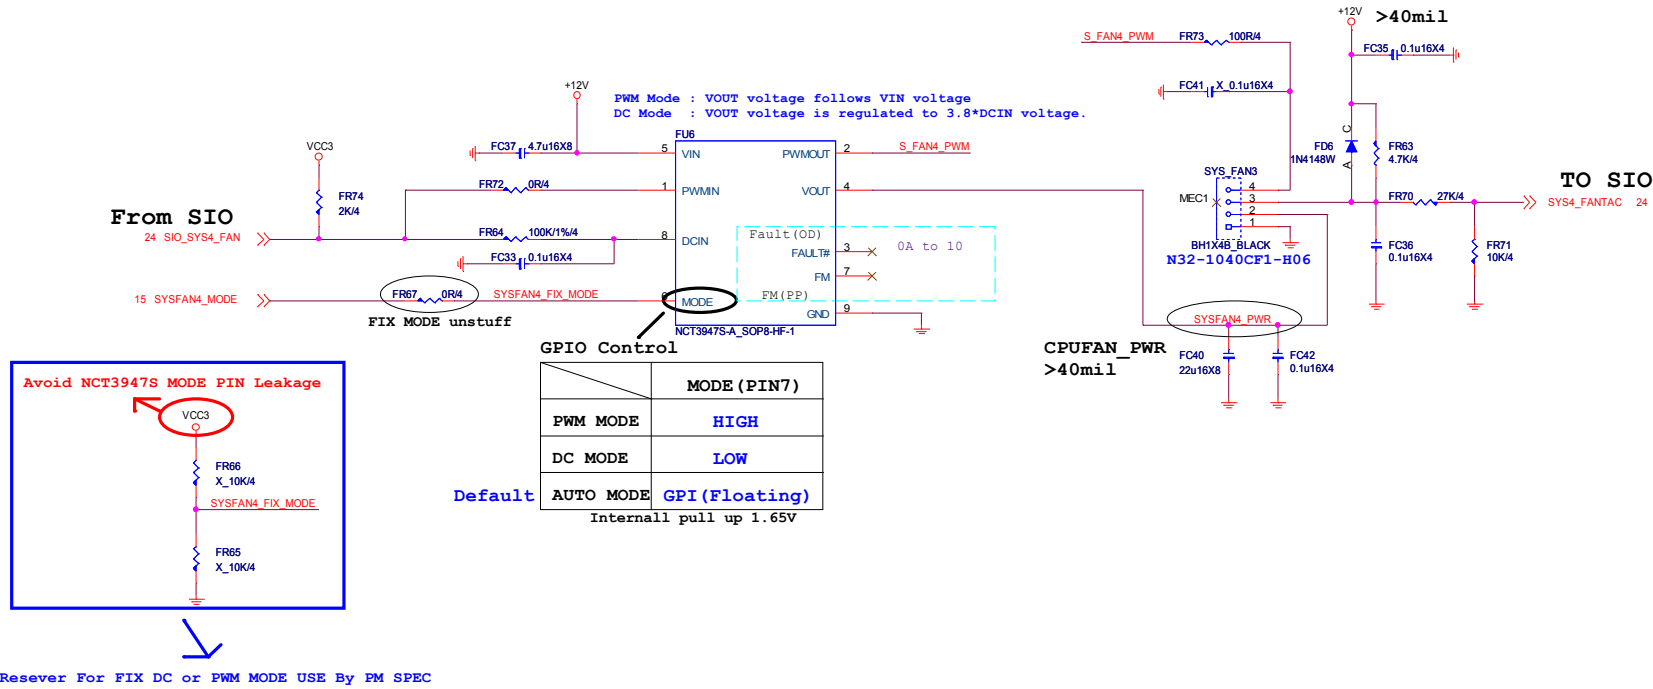 +12V
>40mil
S_FAN4_PWM
FR73
100R/4
FC35
0.1u16X4
+12V
FC41
X_0.1u16X4
PWM Mode : VOUT voltage follows VIN voltage
DC Mode : VOUT voltage is regulated to 3.8*DCIN voltage.
FU6
VCC3
FC37
4.7u16X8
5
VIN
PWMOUT
2
S_FAN4_PWM
C
FD6
1N4148W
A
FR63
4.7K/4
FR72
0R/4
1
PWMIN
VOUT
4
SYS_FAN3
FR74
2K/4
MEC1
4
3
2
1
FR70
27K/4
TO SIO
SYS4_FANTAC 24
From SIO
24 SIO_SYS4_FAN
FR64
100K/1%/4
8
DCIN
Fault(OD)
FAULT#
3
0A to 10
BH1X4B_BLACK
N32-1040CF1-H06
FC36
0.1u16X4
FR71
10K/4
FC33
0.1u16X4
FM
7
15 SYSFAN4_MODE
FR67
0R/4
SYSFAN4_FIX_MODE
MODE
FM(PP)
GND
9
FIX MODE unstuff
NCT3947S-A_SOP8-HF-1
SYSFAN4_PWR
GPIO Control
CPUFAN_PWR
>40mil
FC40
22u16X8
FC42
0.1u16X4
MODE(PIN7)
PWM MODE
HIGH
DC MODE
LOW
Default
AUTO MODE
GPI(Floating)
Internall pull up 1.65V
Avoid NCT3947S MODE PIN Leakage
VCC3
FR66
X_10K/4
SYSFAN4_FIX_MODE
FR65
X_10K/4
Resever For FIX DC or PWM MODE USE By PM SPEC